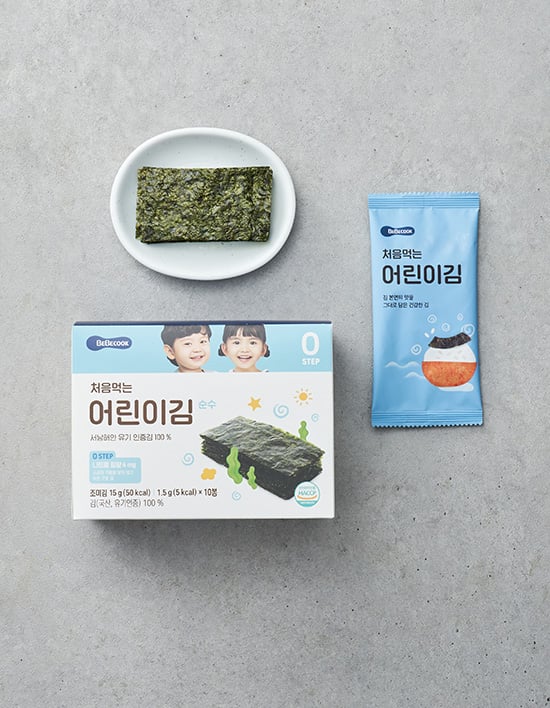 BEBECOOK
처음먹는
어린이김
김 본연의 맛을
그대로 담은 건강한 김
BEBECOOK
0
STEP
처음먹는
어린이김 순수
서남해안 유기 인증김 100 %
0 STEP
조미김 15 g (50 kcal) 1.5 g (5 kcal) × 10봉
김(국산, 유기인증) 100 %
HACCP